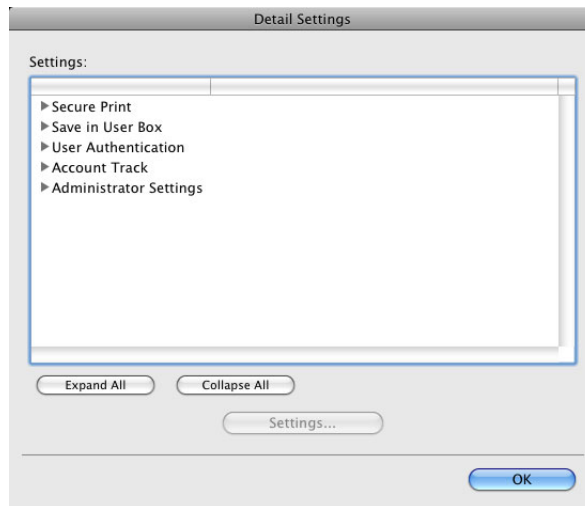 Detail Settings
Settings:
Secure Print
Save in User Box
User Authentication
Account Track
Administrator Settings
Expand All
Collapse All
Settings...
OK